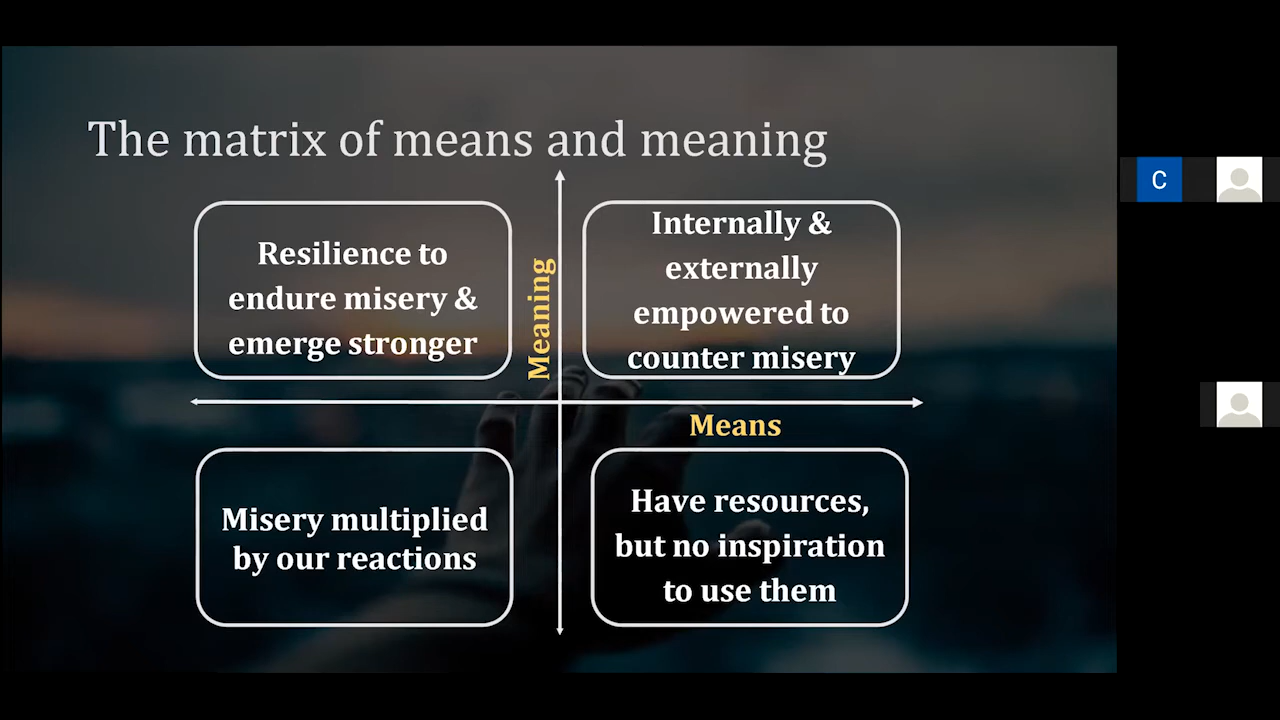 The matrix of means and meaning
Resilience to
endure misery &
emerge stronger
Meaning
Internally &
externally
empowered to
counter misery
Means
Misery multiplied
by our reactions
Have resources,
but no inspiration
to use them
C